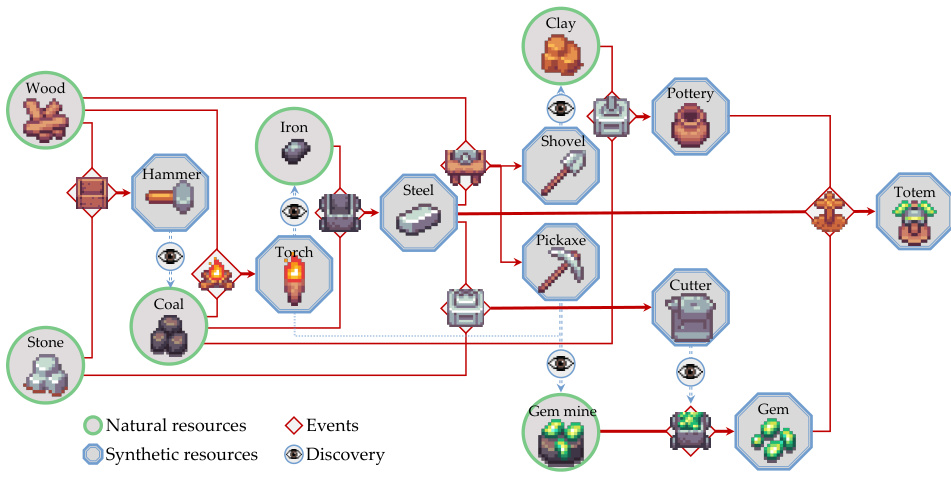 Clay
Wood
Pottery
Iron
Shovel
Hammer
Steel
Totem
Pickaxe
Torch
Cutter
Coal
Stone
Gem mine
Gem
Natural resources
Events
Synthetic resources
Discovery